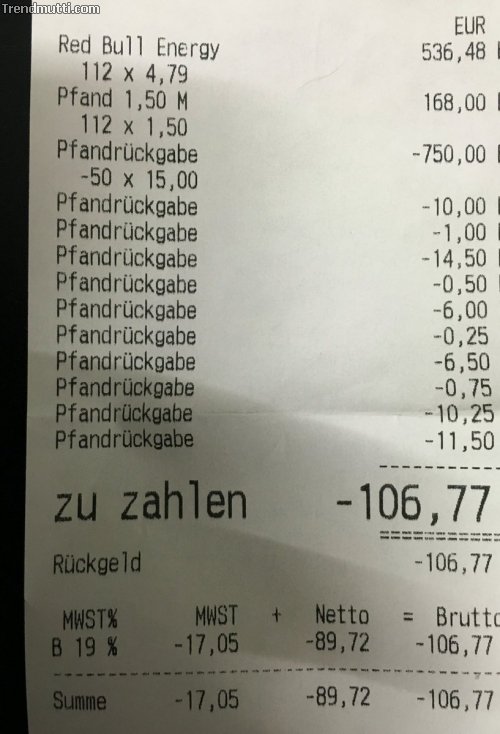 Trendmutti.com
EUR
Red Bull Energy 536,48
112 x 4,79
Pfand 1,50 M 168,00
112 x 1,50
Pfandrückgabe -750,00
-50 x 15,00
Pfandrückgabe -10,00
Pfandrückgabe -1,00
Pfandrückgabe -14,50
Pfandrückgabe -0,50
Pfandrückgabe -6,00
Pfandrückgabe -0,25
Pfandrückgabe -6,50
Pfandrückgabe -0,75
Pfandrückgabe -10,25
Pfandrückgabe -11,50
zu zahlen -106,77
Rückgeld -106,77
MWST% MWST + Netto = Brutto
B 19 % -17,05 -89,72 -106,77
Summe -17,05 -89,72 -106,77